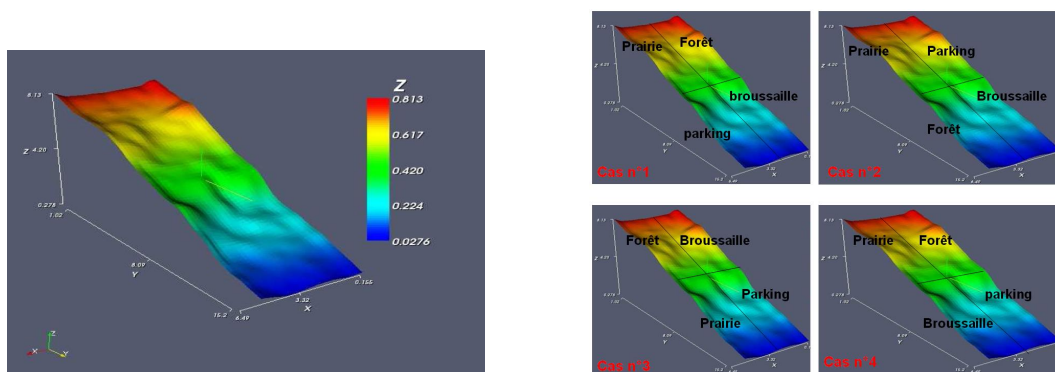 Z
0.813
0.617
0.420
0.224
0.0276
8.13
Z 4.20
0.278
1.02
8.09
Y
15.2
6.49
3.32
X
0.155
Z
X
Y
Prairie
Forêt
broussaille
parking
Cas n°1
Prairie
Parking
Broussaille
Forêt
Cas n°2
Forêt
Broussaille
Parking
Prairie
Cas n°3
Prairie
Forêt
parking
Broussaille
Cas n°4